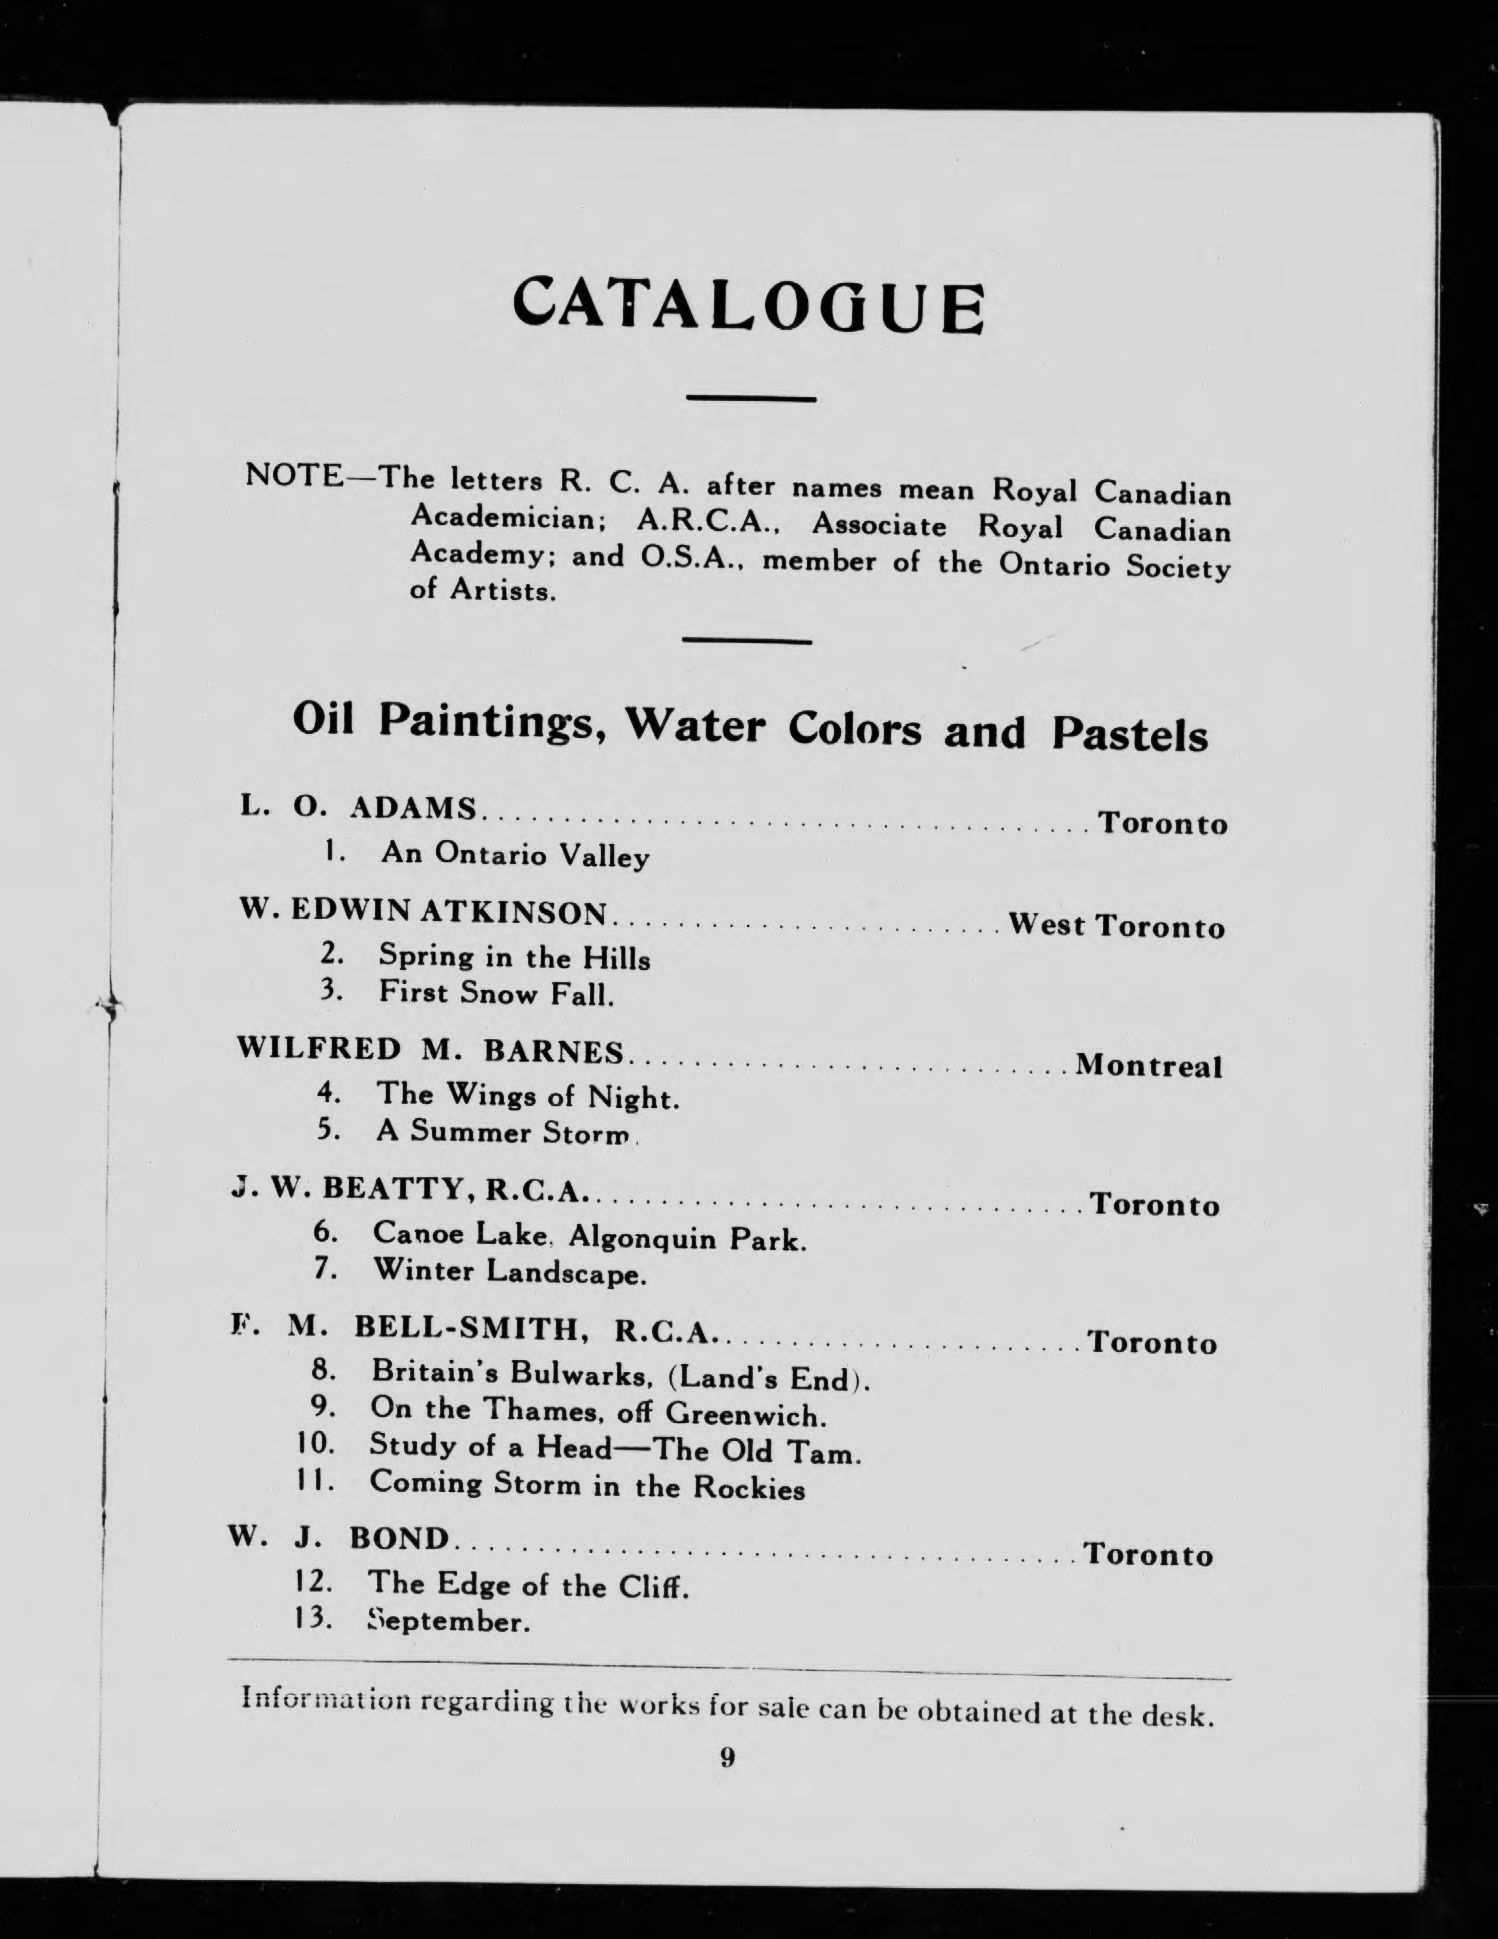 CATALOGUE
NOTE—The letters R. C. A. after names mean Royal Canadian
Academician; A.R.C.A., Associate Royal Canadian
Academy; and O.S.A., member of the Ontario Society
of Artists.
Oil Paintings, Water Colors and Pastels
L. O. ADAMS........................................Toronto
1. An Ontario Valley
W. EDWIN ATKINSON........................West Toronto
2. Spring in the Hills
3. First Snow Fall.
WILFRED M. BARNES...........................Montreal
4. The Wings of Night.
5. A Summer Storm.
J. W. BEATTY, R.C.A...............................Toronto
6. Canoe Lake, Algonquin Park.
7. Winter Landscape.
F. M. BELL-SMITH, R.C.A.......................Toronto
8. Britain's Bulwarks, (Land's End).
9. On the Thames, off Greenwich.
10. Study of a Head—The Old Tam.
11. Coming Storm in the Rockies
W. J. BOND......................................Toronto
12. The Edge of the Cliff.
13. September.
Information regarding the works for sale can be obtained at the desk.
9